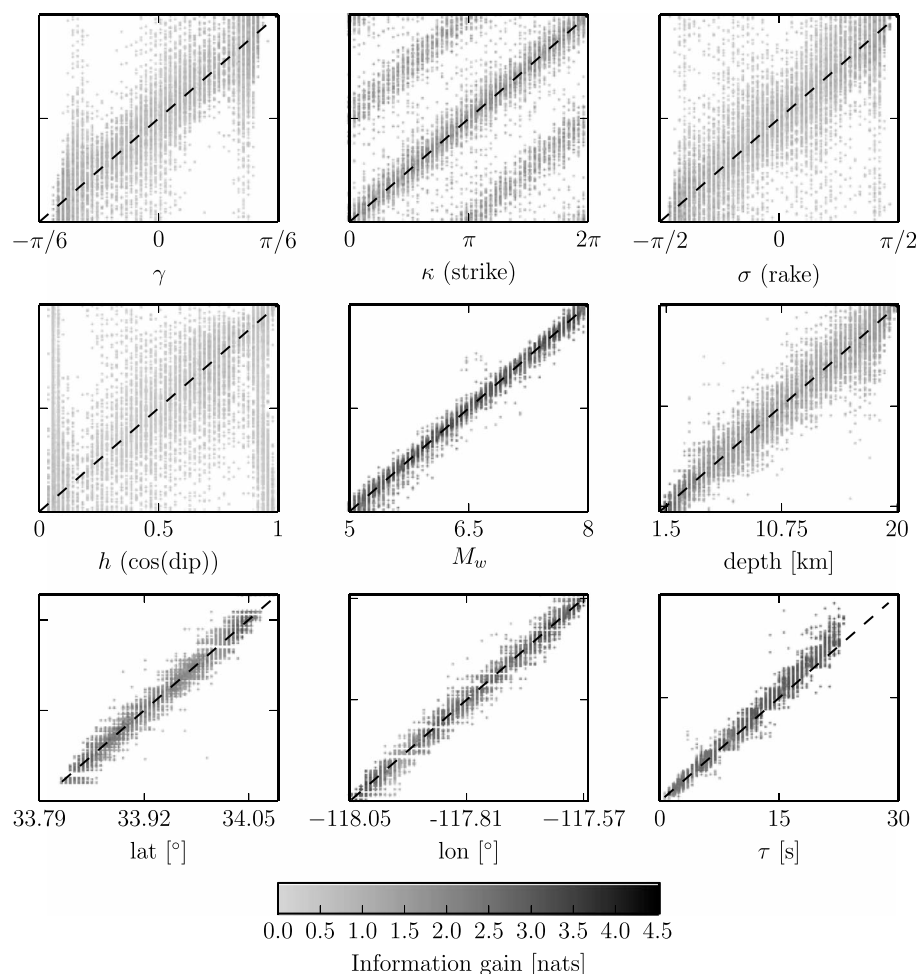 −π/6 0 π/6 0 π 2π −π/2 0 π/2
γ κ (strike) σ (rake)
0 0.5 1 5 6.5 8 1.5 10.75 20
h (cos(dip)) M_w depth [km]
33.79 33.92 34.05 −118.05 -117.81 −117.57 0 15 30
lat [°] lon [°] τ [s]
0.0 0.5 1.0 1.5 2.0 2.5 3.0 3.5 4.0 4.5
Information gain [nats]